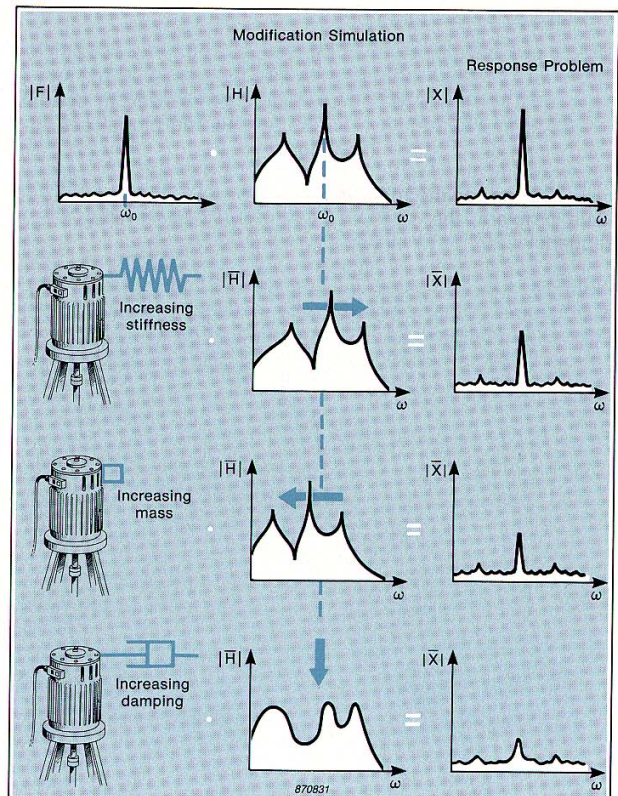 Modification Simulation
Response Problem
|F|
|H|
|X|
ω₀
ω₀
ω
ω
Increasing
stiffness
|H̅|
|X̅|
ω
ω
Increasing
mass
|H̅|
|X̅|
ω
ω
Increasing
damping
|H̅|
|X̅|
ω
ω
870831